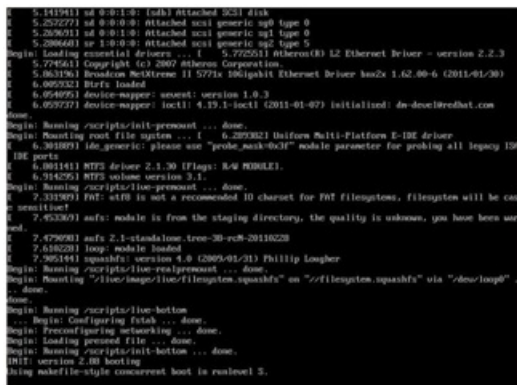 [    5.141941] sd 0:0:1:0: [sdb] Attached SCSI disk
[    5.257277] sd 0:0:0:0: Attached scsi generic sg0 type 0
[    5.269691] sd 0:0:1:0: Attached scsi generic sg1 type 0
[    5.280660] sr 1:0:0:0: Attached scsi generic sg2 type 5
Begin: Loading essential drivers ... [    5.772551] Atheros(R) L2 Ethernet Driver - version 2.2.3
[    5.774561] Copyright (c) 2007 Atheros Corporation.
[    5.863196] Broadcom NetXtreme II 5771x 10Gigabit Ethernet Driver bnx2x 1.62.00-6 (2011/01/30)
[    6.005932] Btrfs loaded
[    6.054095] device-mapper: uevent: version 1.0.3
[    6.059737] device-mapper: ioctl: 4.19.1-ioctl (2011-01-07) initialised: dm-devel@redhat.com
done.
Begin: Running /scripts/init-premount ... done.
Begin: Mounting root file system ... [    6.289382] Uniform Multi-Platform E-IDE driver
[    6.301889] ide_generic: please use "probe_mask=0x3f" module parameter for probing all legacy ISA
IDE ports
[    6.801141] NTFS driver 2.1.30 [Flags: R/W MODULE].
[    6.914295] NTFS volume version 3.1.
Begin: Running /scripts/live-premount ... done.
[    7.331989] FAT: utf8 is not a recommended IO charset for FAT filesystems, filesystem will be cas
e sensitive!
[    7.453369] aufs: module is from the staging directory, the quality is unknown, you have been war
ned.
[    7.479098] aufs 2.1-standalone.tree-38-rcN-20110228
[    7.610228] loop: module loaded
[    7.905144] squashfs: version 4.0 (2009/01/31) Phillip Lougher
Begin: Running /scripts/live-realpremount ... done.
Begin: Mounting "/live/image/live/filesystem.squashfs" on "//filesystem.squashfs" via "/dev/loop0" .
.. done.
done.
Begin: Running /scripts/live-bottom
... Begin: Configuring fstab ... done.
Begin: Preconfiguring networking ... done.
Begin: Loading preseed file ... done.
Begin: Running /scripts/init-bottom ... done.
INIT: version 2.88 booting
Using makefile-style concurrent boot in runlevel S.